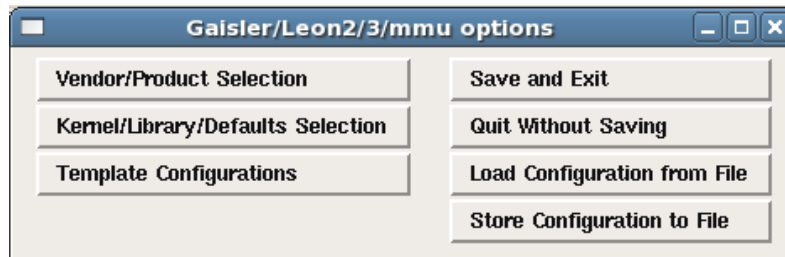 Gaisler/Leon2/3/mmu options
Vendor/Product Selection
Kernel/Library/Defaults Selection
Template Configurations
Save and Exit
Quit Without Saving
Load Configuration from File
Store Configuration to File